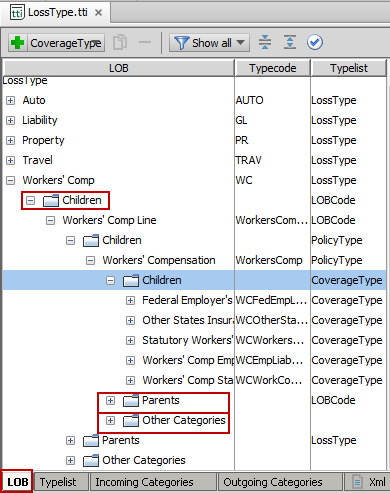 tti LossType.tti
CoverageType Show all
LOB Typecode Typelist
LossType
Auto AUTO LossType
Liability GL LossType
Property PR LossType
Travel TRAV LossType
Workers' Comp WC LossType
Children LOBCode
Workers' Comp Line WorkersCom... LOBCode
Children PolicyType
Workers' Compensation WorkersComp PolicyType
Children CoverageType
Federal Employer's WCFedEmpL... CoverageType
Other States Insura WCOtherSta... CoverageType
Statutory Workers' WCWorkers... CoverageType
Workers' Comp Emp WCEmpLiab... CoverageType
Workers' Comp Sta WCWorkCo... CoverageType
Parents LOBCode
Other Categories
Parents LossType
Other Categories
LOB Typelist Incoming Categories Outgoing Categories Xml